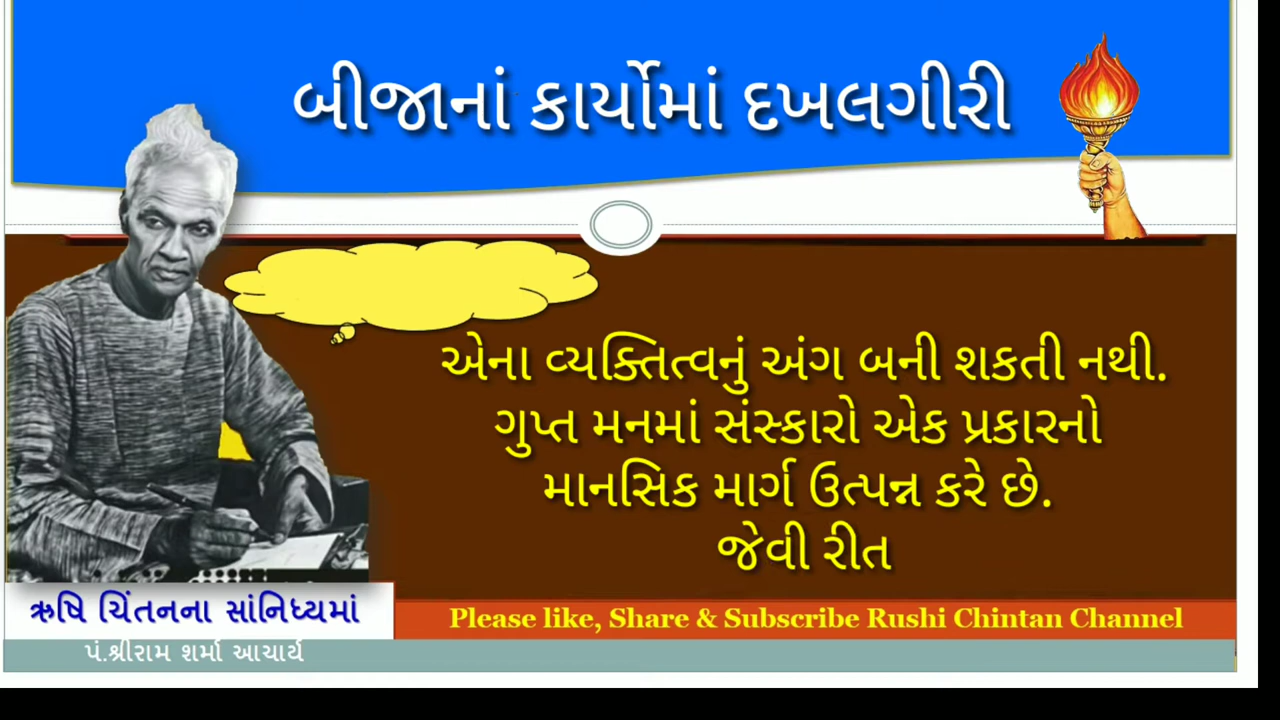 બીજાનાં કાર્યોમાં દખલગીરી
એના વ્યક્તિત્વનું અંગ બની શકતી નથી.
ગુપ્ત મનમાં સંસ્કારો એક પ્રકારનો
માનસિક માર્ગ ઉત્પન્ન કરે છે.
જેવી રીત
ઋષિ ચિંતનના સાંનિધ્યમાં
Please like, Share & Subscribe Rushi Chintan Channel
પં.શ્રીરામ શર્મા આચાર્ય